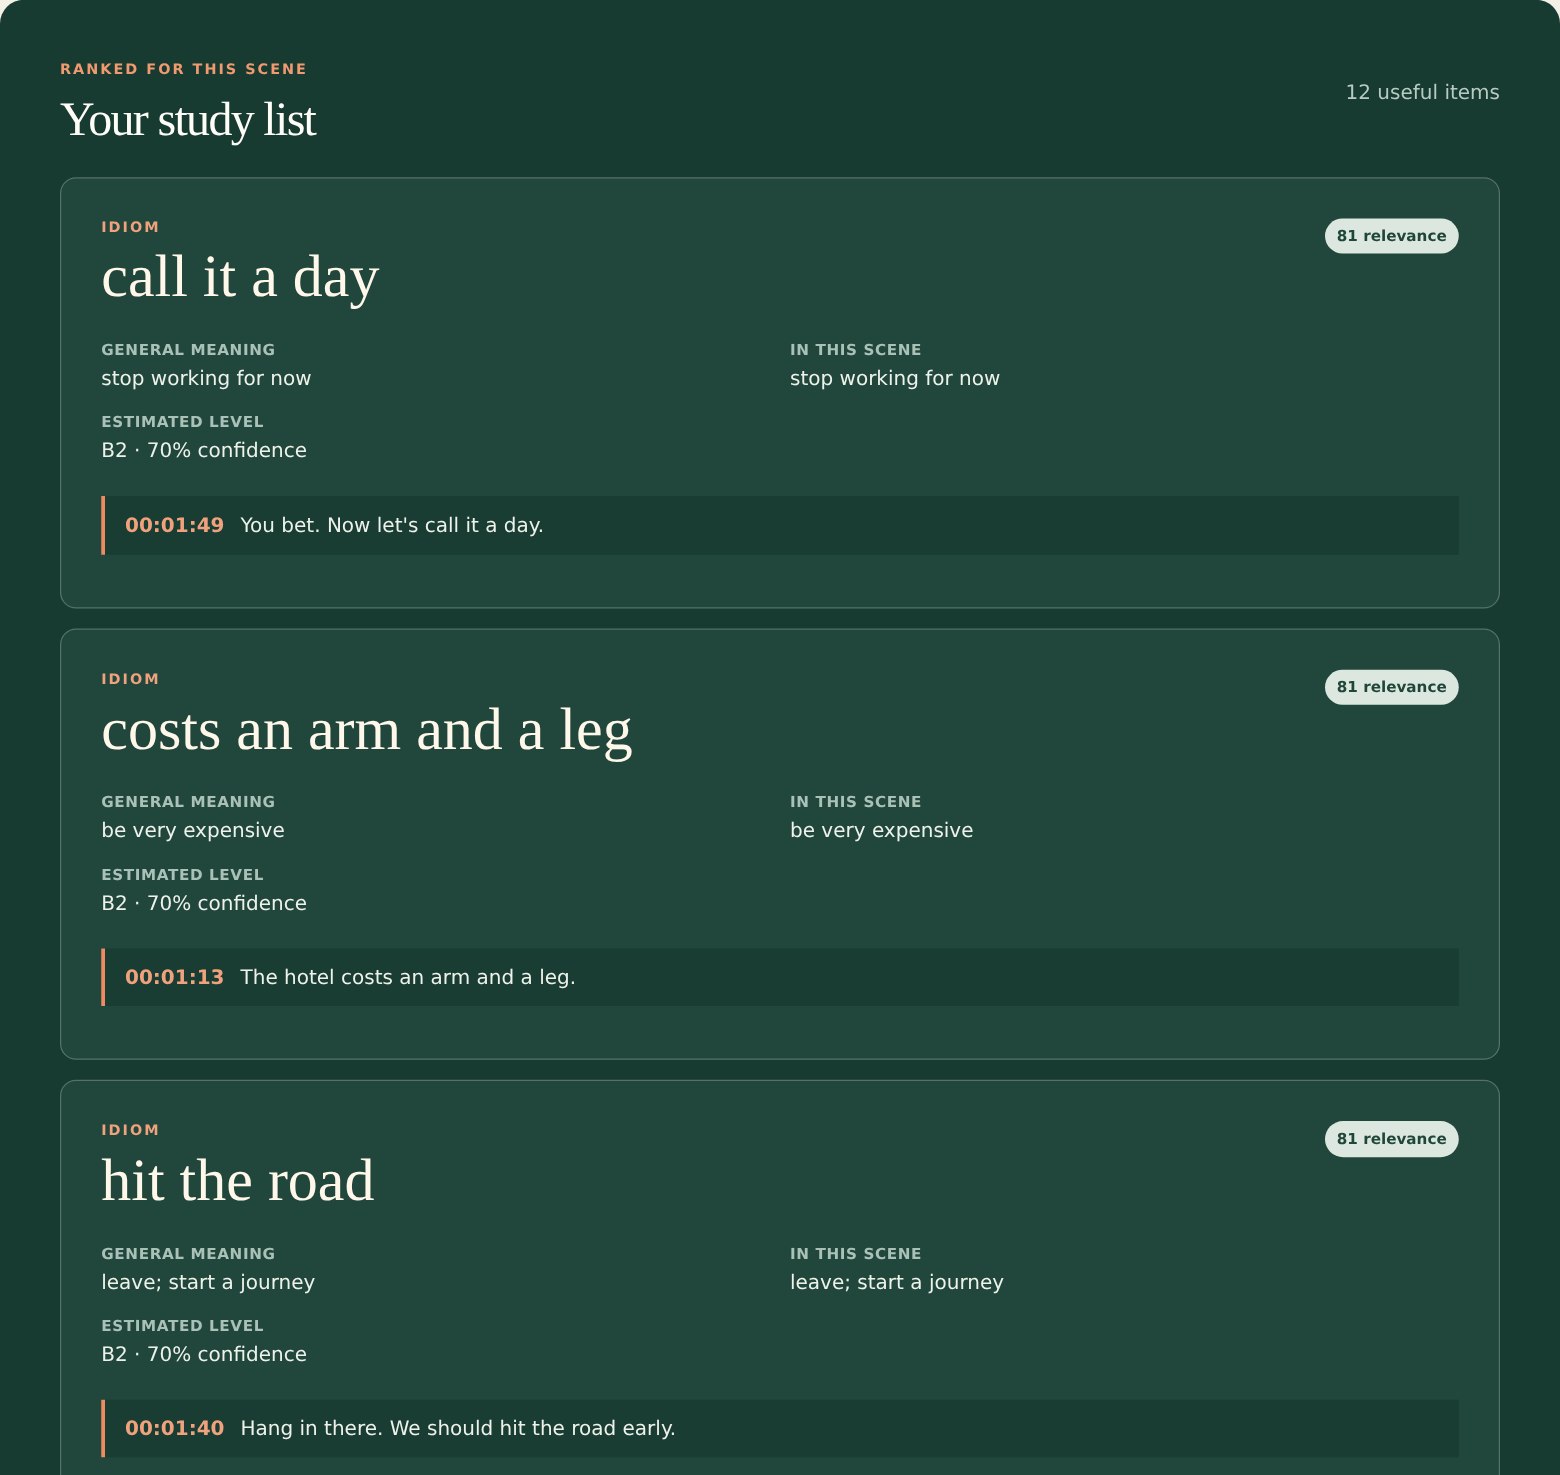 RANKED FOR THIS SCENE
Your study list
12 useful items
IDIOM
81 relevance
call it a day
GENERAL MEANING
stop working for now
IN THIS SCENE
stop working for now
ESTIMATED LEVEL
B2 · 70% confidence
00:01:49 You bet. Now let's call it a day.
IDIOM
81 relevance
costs an arm and a leg
GENERAL MEANING
be very expensive
IN THIS SCENE
be very expensive
ESTIMATED LEVEL
B2 · 70% confidence
00:01:13 The hotel costs an arm and a leg.
IDIOM
81 relevance
hit the road
GENERAL MEANING
leave; start a journey
IN THIS SCENE
leave; start a journey
ESTIMATED LEVEL
B2 · 70% confidence
00:01:40 Hang in there. We should hit the road early.